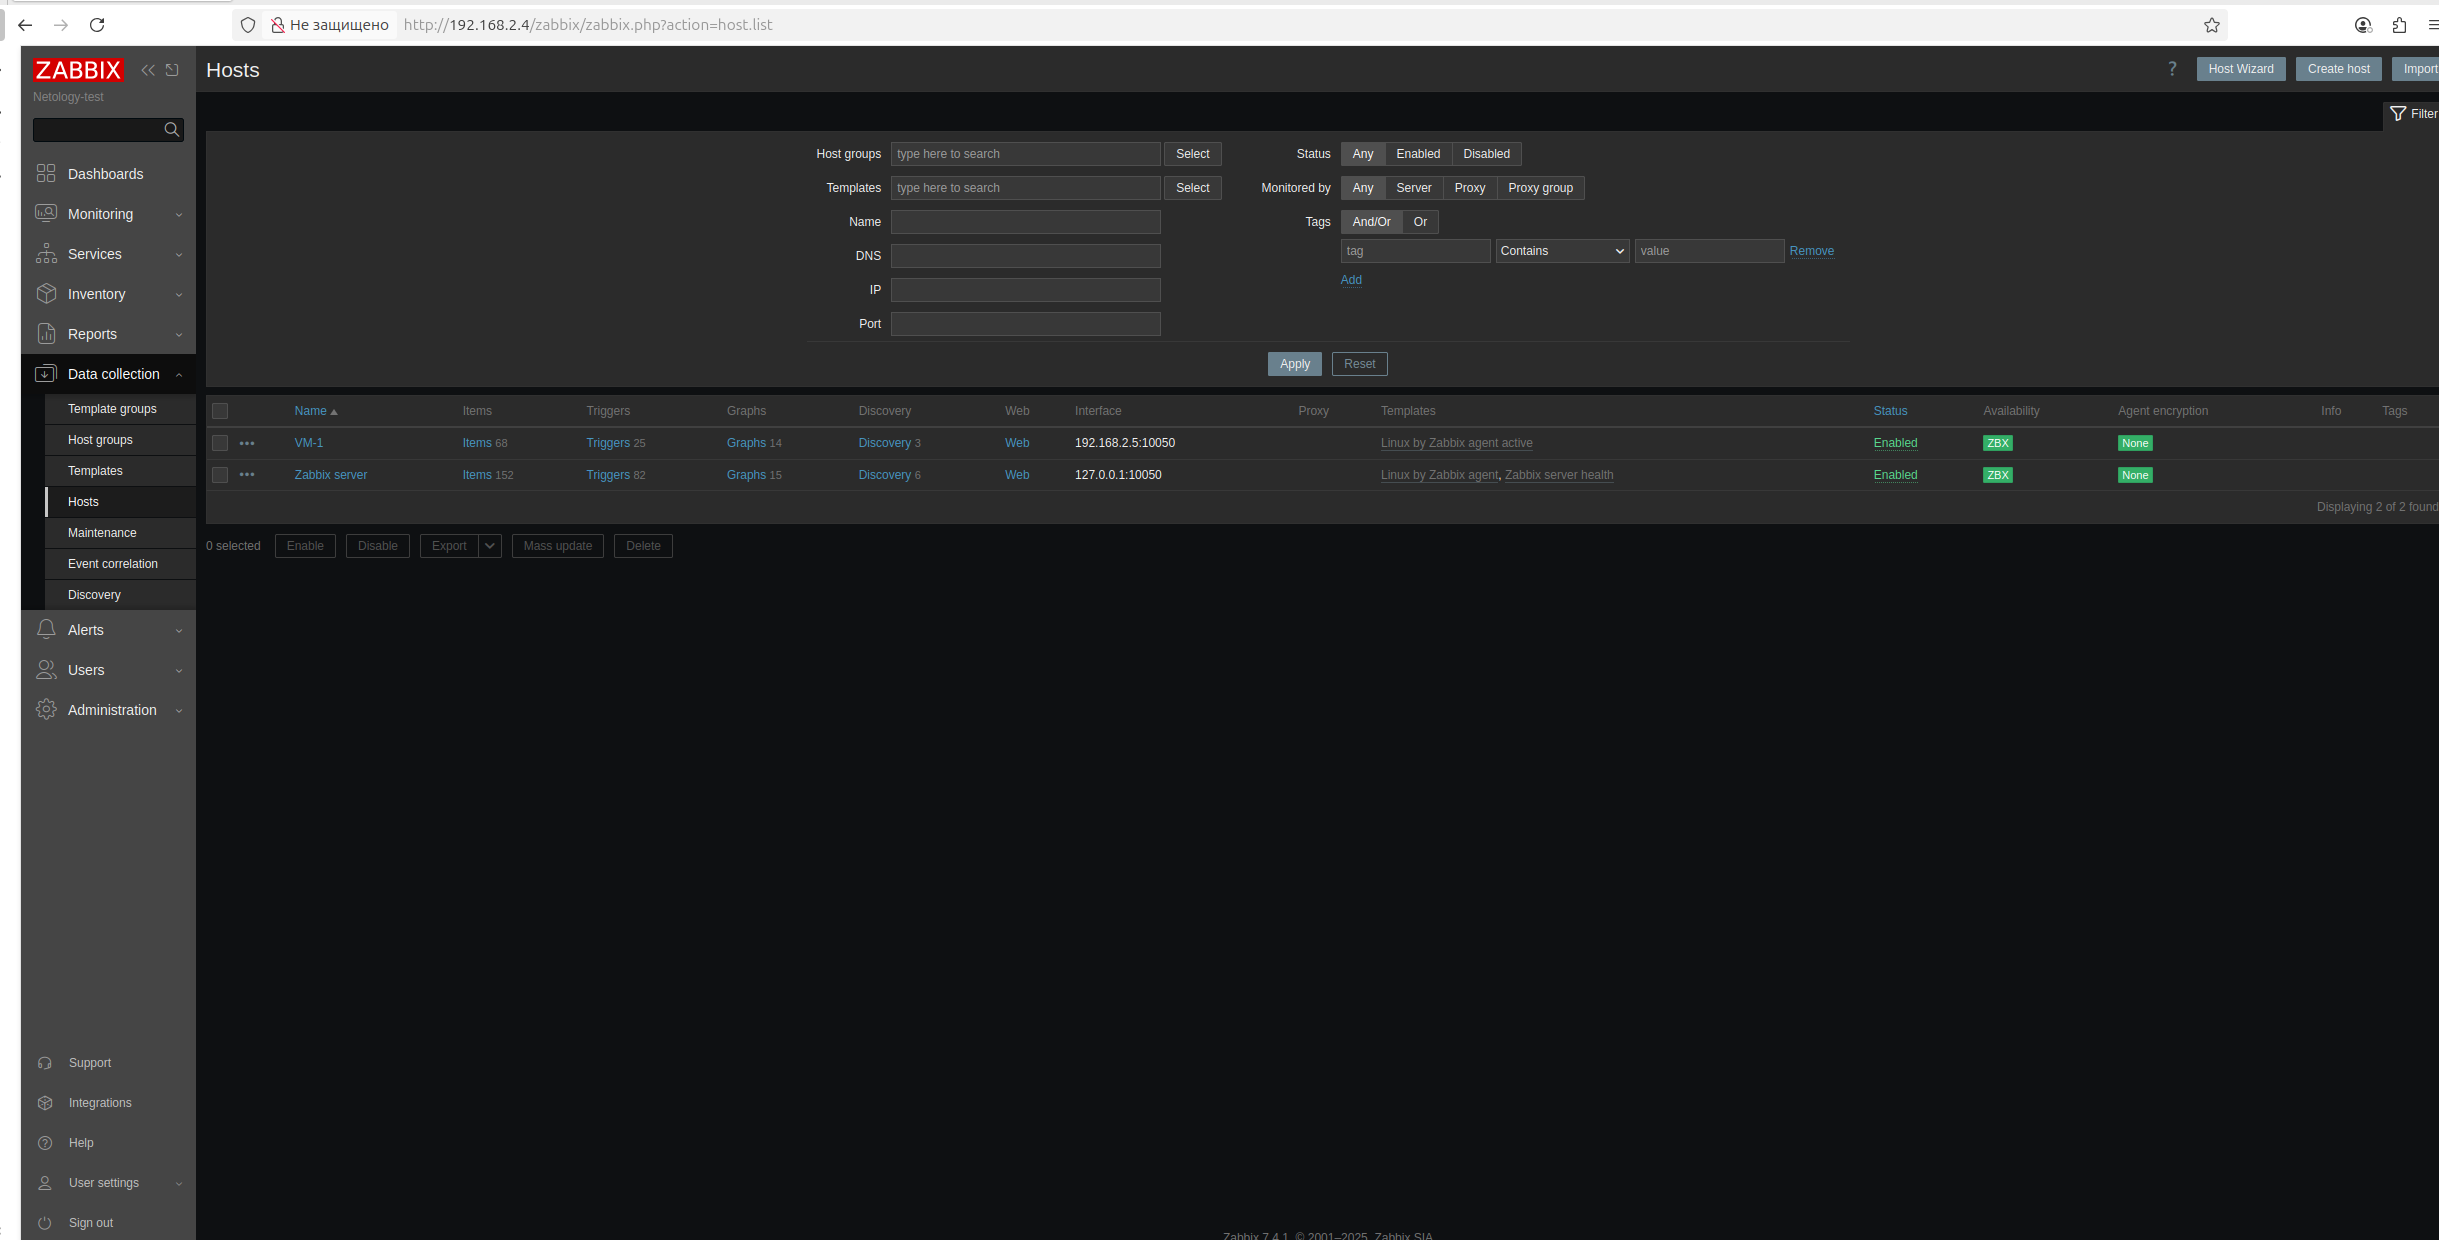 Не защищено http://192.168.2.4/zabbix/zabbix.php?action=host.list
ZABBIX
Netology-test
Dashboards
Monitoring
Services
Inventory
Reports
Data collection
Template groups
Host groups
Templates
Hosts
Maintenance
Event correlation
Discovery
Alerts
Users
Administration
Support
Integrations
Help
User settings
Sign out
Hosts
? Host Wizard Create host Import
Filter
Host groups type here to search Select
Templates type here to search Select
Name
DNS
IP
Port
Status Any Enabled Disabled
Monitored by Any Server Proxy Proxy group
Tags And/Or Or
tag Contains value Remove
Add
Apply Reset
Name Items Triggers Graphs Discovery Web Interface Proxy Templates Status Availability Agent encryption Info Tags
VM-1 Items 68 Triggers 25 Graphs 14 Discovery 3 Web 192.168.2.5:10050 Linux by Zabbix agent active Enabled ZBX None
Zabbix server Items 152 Triggers 82 Graphs 15 Discovery 6 Web 127.0.0.1:10050 Linux by Zabbix agent, Zabbix server health Enabled ZBX None
Displaying 2 of 2 found
0 selected Enable Disable Export Mass update Delete
Zabbix 7.4.1. © 2001–2025, Zabbix SIA